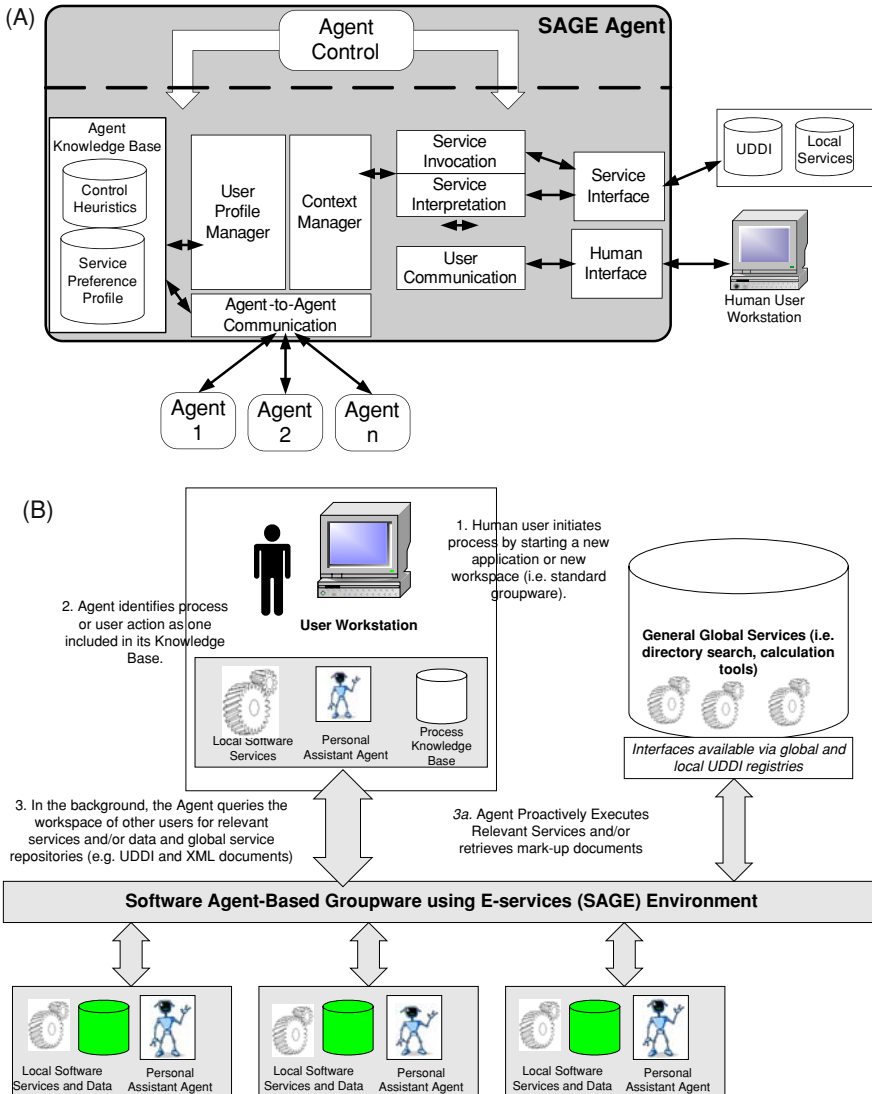 (A)
Agent
Control
SAGE Agent
Agent
Knowledge Base
Control
Heuristics
Service
Preference
Profile
User
Profile
Manager
Context
Manager
Service
Invocation
Service
Interpretation
User
Communication
Service
Interface
Human
Interface
UDDI
Local
Services
Human User
Workstation
Agent-to-Agent
Communication
Agent
1
Agent
2
Agent
n
(B)
1. Human user initiates
process by starting a new
application or new
workspace (i.e. standard
groupware).
2. Agent identifies process
or user action as one
included in its Knowledge
Base.
User Workstation
Local Software
Services
Personal
Assistant Agent
Process
Knowledge
Base
General Global Services (i.e.
directory search, calculation
tools)
Interfaces available via global and
local UDDI registries
3. In the background, the Agent queries the
workspace of other users for relevant
services and/or data and global service
repositories (e.g. UDDI and XML documents)
3a. Agent Proactively Executes
Relevant Services and/or
retrieves mark-up documents
Software Agent-Based Groupware using E-services (SAGE) Environment
Local Software
Services and Data
Personal
Assistant Agent
Local Software
Services and Data
Personal
Assistant Agent
Local Software
Services and Data
Personal
Assistant Agent